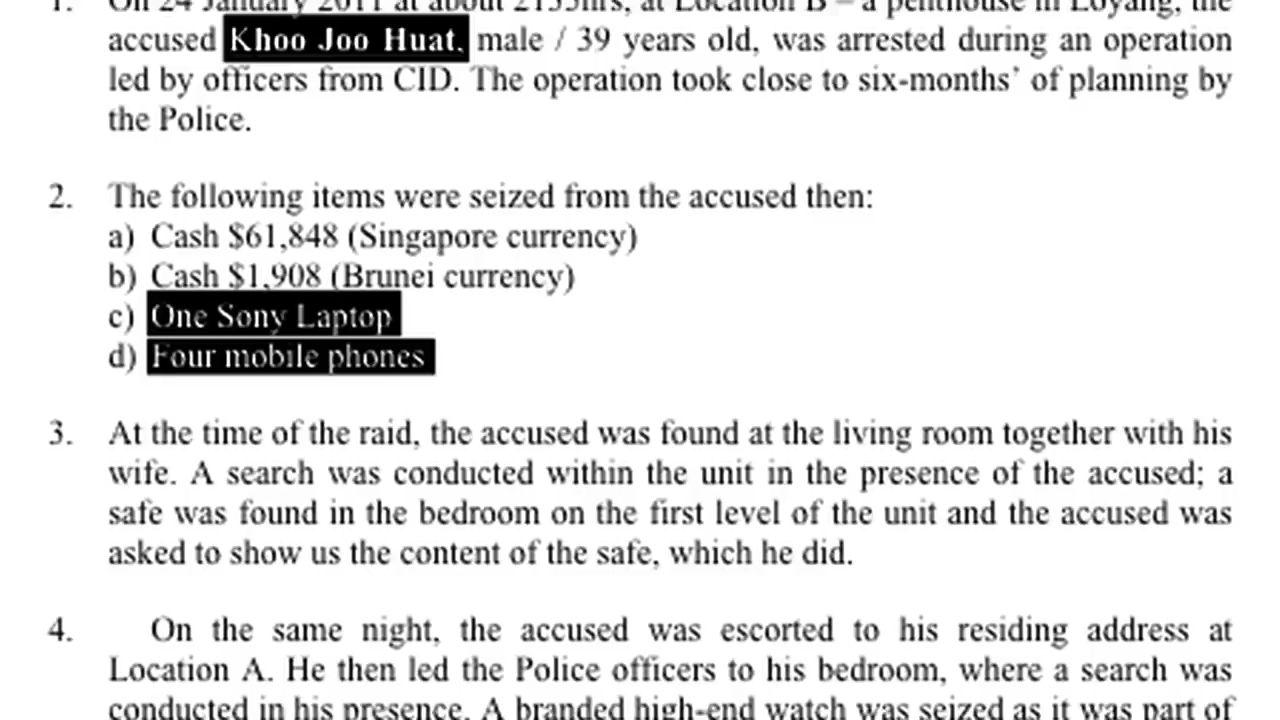 1. On 24 January 2011 at about 2155hrs, at Location B – a penthouse in Loyang, the
accused Khoo Joo Huat, male / 39 years old, was arrested during an operation
led by officers from CID. The operation took close to six-months’ of planning by
the Police.
2. The following items were seized from the accused then:
a) Cash $61,848 (Singapore currency)
b) Cash $1,908 (Brunei currency)
c) One Sony Laptop
d) Four mobile phones
3. At the time of the raid, the accused was found at the living room together with his
wife. A search was conducted within the unit in the presence of the accused; a
safe was found in the bedroom on the first level of the unit and the accused was
asked to show us the content of the safe, which he did.
4. On the same night, the accused was escorted to his residing address at
Location A. He then led the Police officers to his bedroom, where a search was
conducted in his presence. A branded high-end watch was seized as it was part of